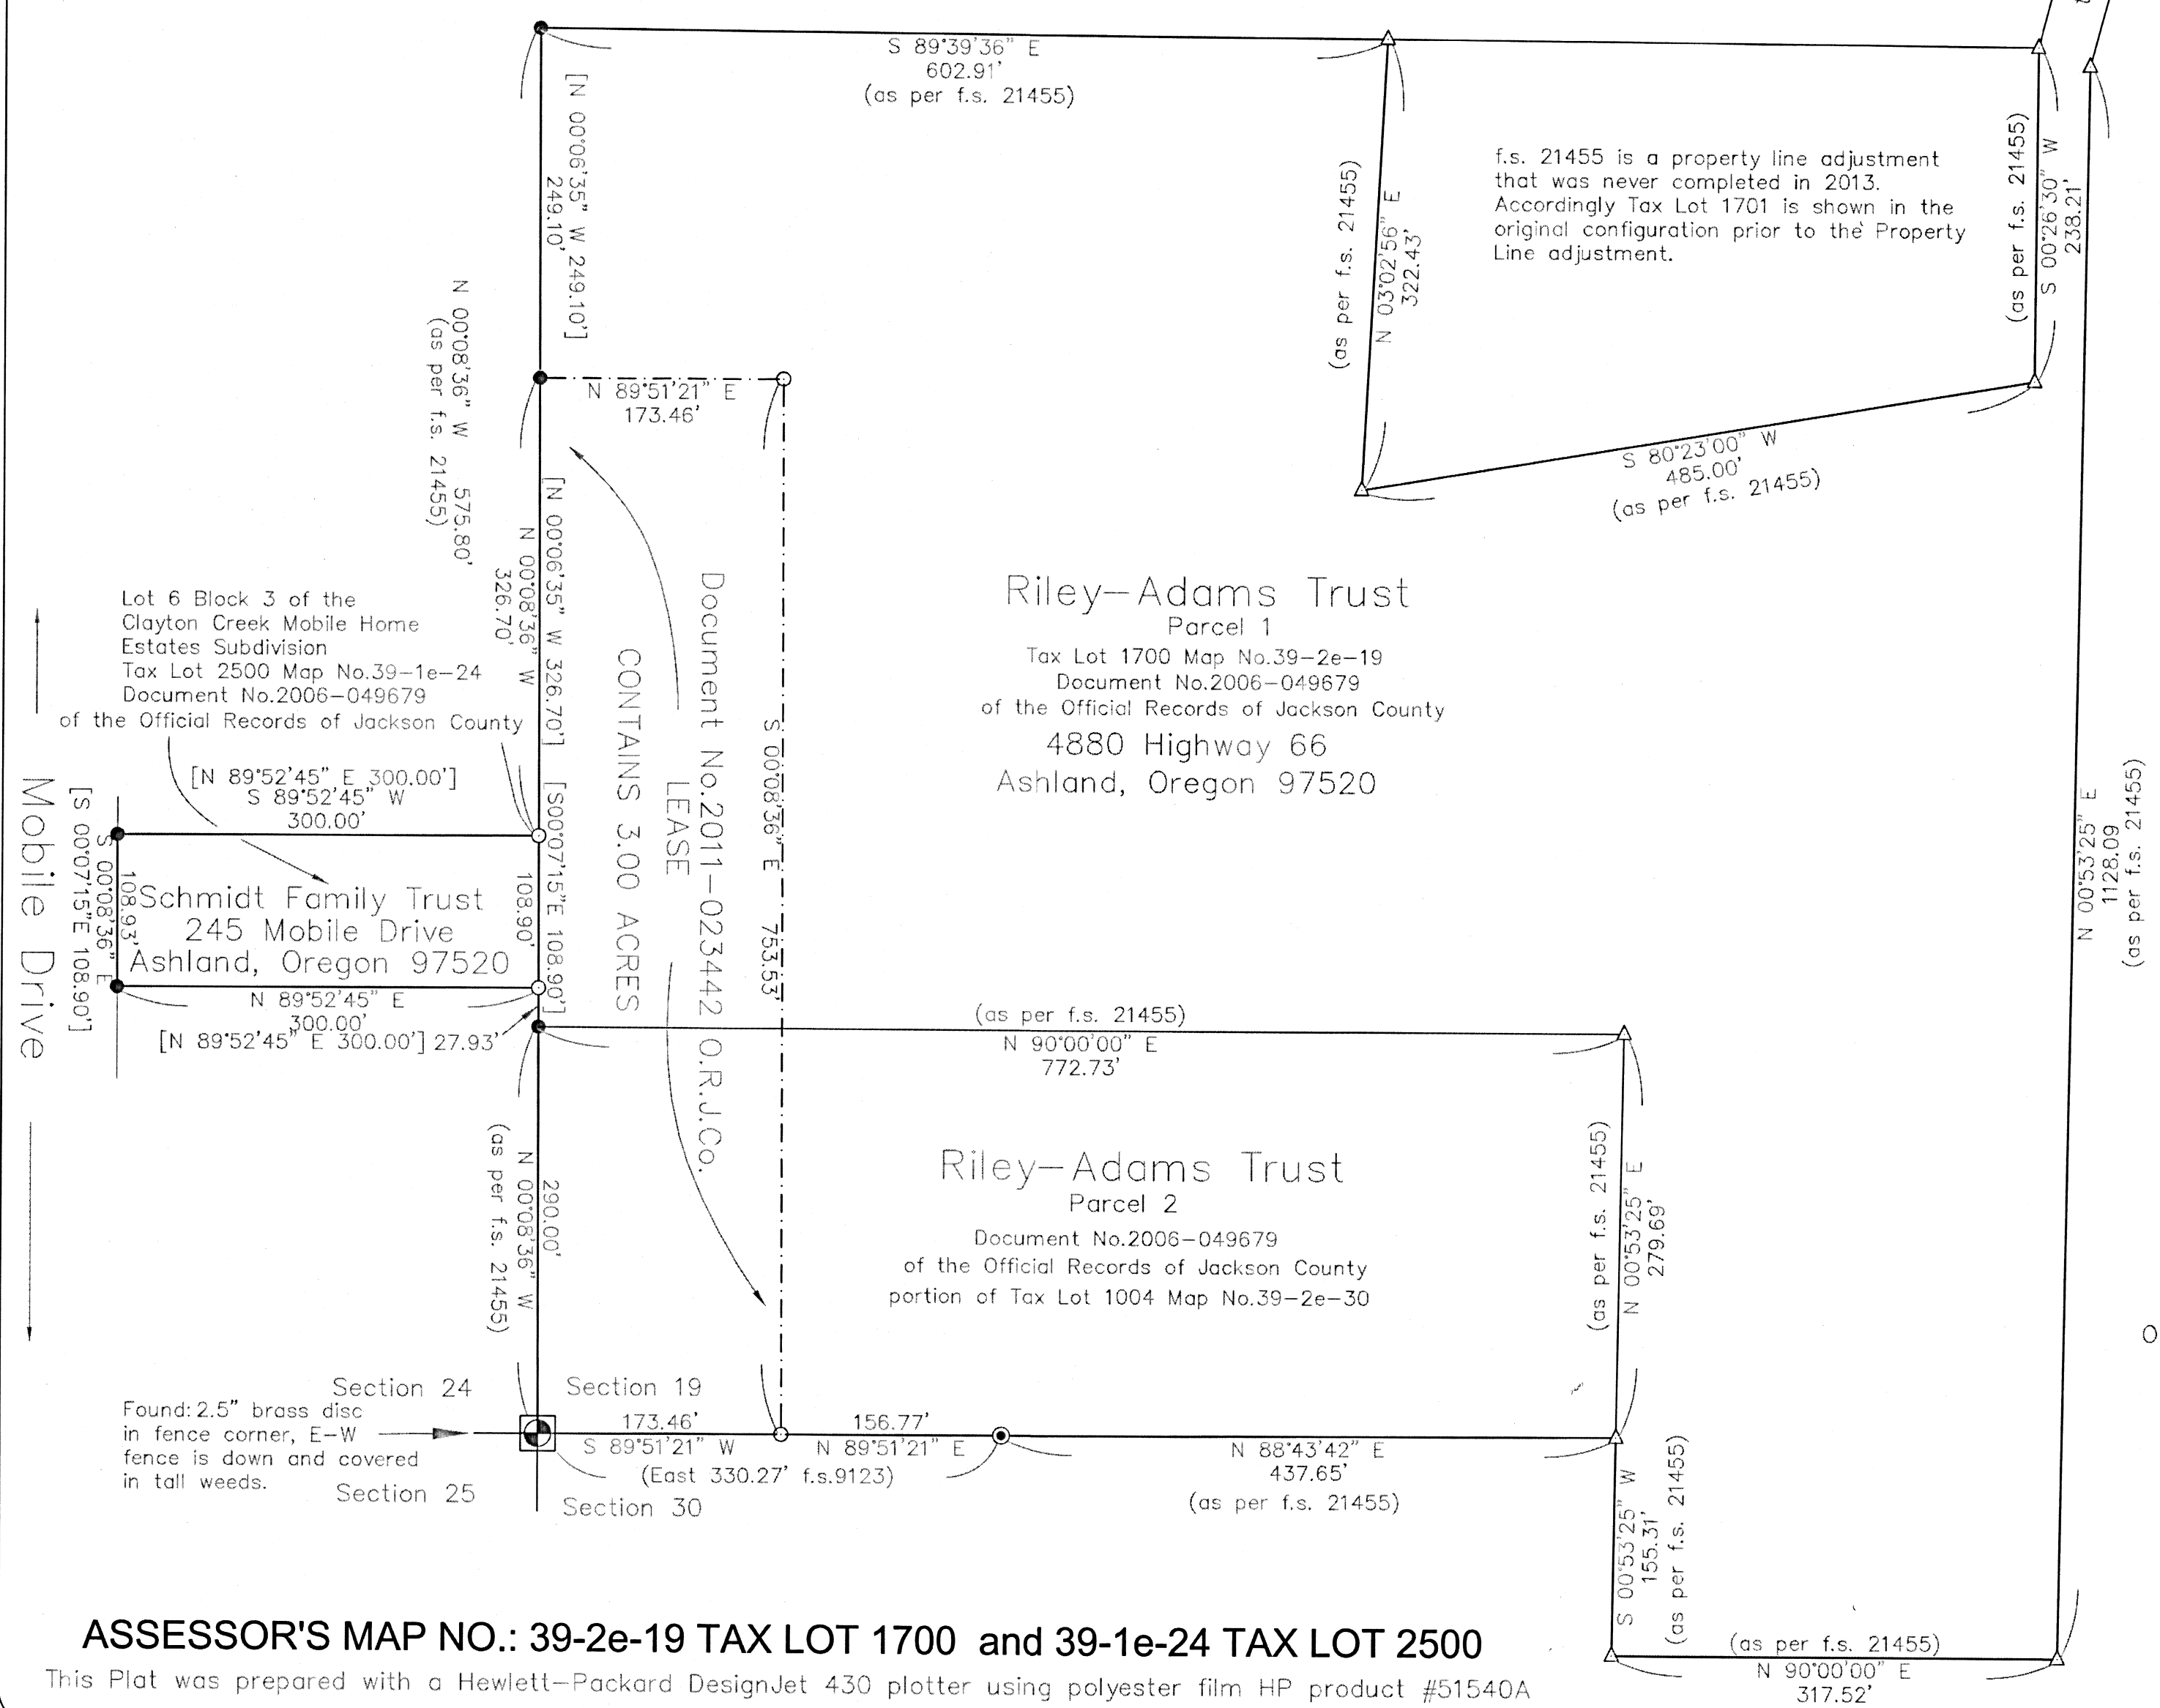 S 89°39'36" E
602.91'
(as per f.s. 21455)
[N 00°06'35" W 249.10']
249.10'
(as per f.s. 21455)
N 03°02'56" E
322.43'
f.s. 21455 is a property line adjustment
that was never completed in 2013.
Accordingly Tax Lot 1701 is shown in the
original configuration prior to the Property
Line adjustment.
(as per f.s. 21455)
S 00°26'30" W
238.21'
N 89°51'21" E
173.46'
S 80°23'00" W
485.00'
(as per f.s. 21455)
N 00°08'36" W 575.80'
(as per f.s. 21455)
[N 00°06'35" W 326.70']
N 00°08'36" W
326.70'
Lot 6 Block 3 of the
Clayton Creek Mobile Home
Estates Subdivision
Tax Lot 2500 Map No.39-1e-24
Document No.2006-049679
of the Official Records of Jackson County
Riley-Adams Trust
Parcel 1
Tax Lot 1700 Map No.39-2e-19
Document No.2006-049679
of the Official Records of Jackson County
4880 Highway 66
Ashland, Oregon 97520
Document No.2011-023442 O.R.J.Co.
LEASE
CONTAINS 3.00 ACRES
S 00°08'36" E 753.53'
N 00°53'25" E
1128.09
(as per f.s. 21455)
[N 89°52'45" E 300.00']
S 89°52'45" W
300.00'
Mobile Drive
[S 00°07'15"E 108.90']
S 00°08'36" E
108.93'
Schmidt Family Trust
245 Mobile Drive
Ashland, Oregon 97520
108.90'
[S00°07'15"E 108.90']
N 89°52'45" E
300.00'
[N 89°52'45" E 300.00'] 27.93'
(as per f.s. 21455)
N 90°00'00" E
772.73'
290.00'
N 00°08'36" W
(as per f.s. 21455)
Riley-Adams Trust
Parcel 2
Document No.2006-049679
of the Official Records of Jackson County
portion of Tax Lot 1004 Map No.39-2e-30
(as per f.s. 21455)
N 00°53'25" E
279.69'
Section 24
Section 19
Found: 2.5" brass disc
in fence corner, E-W
fence is down and covered
in tall weeds.
Section 25
Section 30
173.46'
S 89°51'21" W
156.77'
N 89°51'21" E
(East 330.27' f.s.9123)
N 88°43'42" E
437.65'
(as per f.s. 21455)
S 00°53'25" W
155.31'
(as per f.s. 21455)
(as per f.s. 21455)
N 90°00'00" E
317.52'
ASSESSOR'S MAP NO.: 39-2e-19 TAX LOT 1700 and 39-1e-24 TAX LOT 2500
This Plat was prepared with a Hewlett-Packard DesignJet 430 plotter using polyester film HP product #51540A